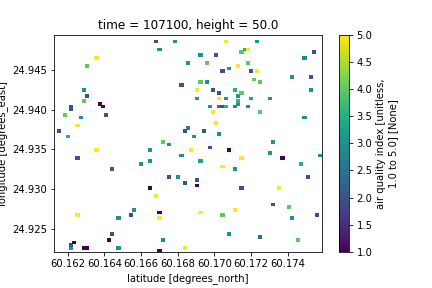 time = 107100, height = 50.0
24.945
24.940
24.935
24.930
24.925
longitude [degrees_east]
60.162 60.164 60.166 60.168 60.170 60.172 60.174
latitude [degrees_north]
5.0
4.5
4.0
3.5
3.0
2.5
2.0
1.5
1.0
air quality index [unitless,
1.0 to 5.0] [None]